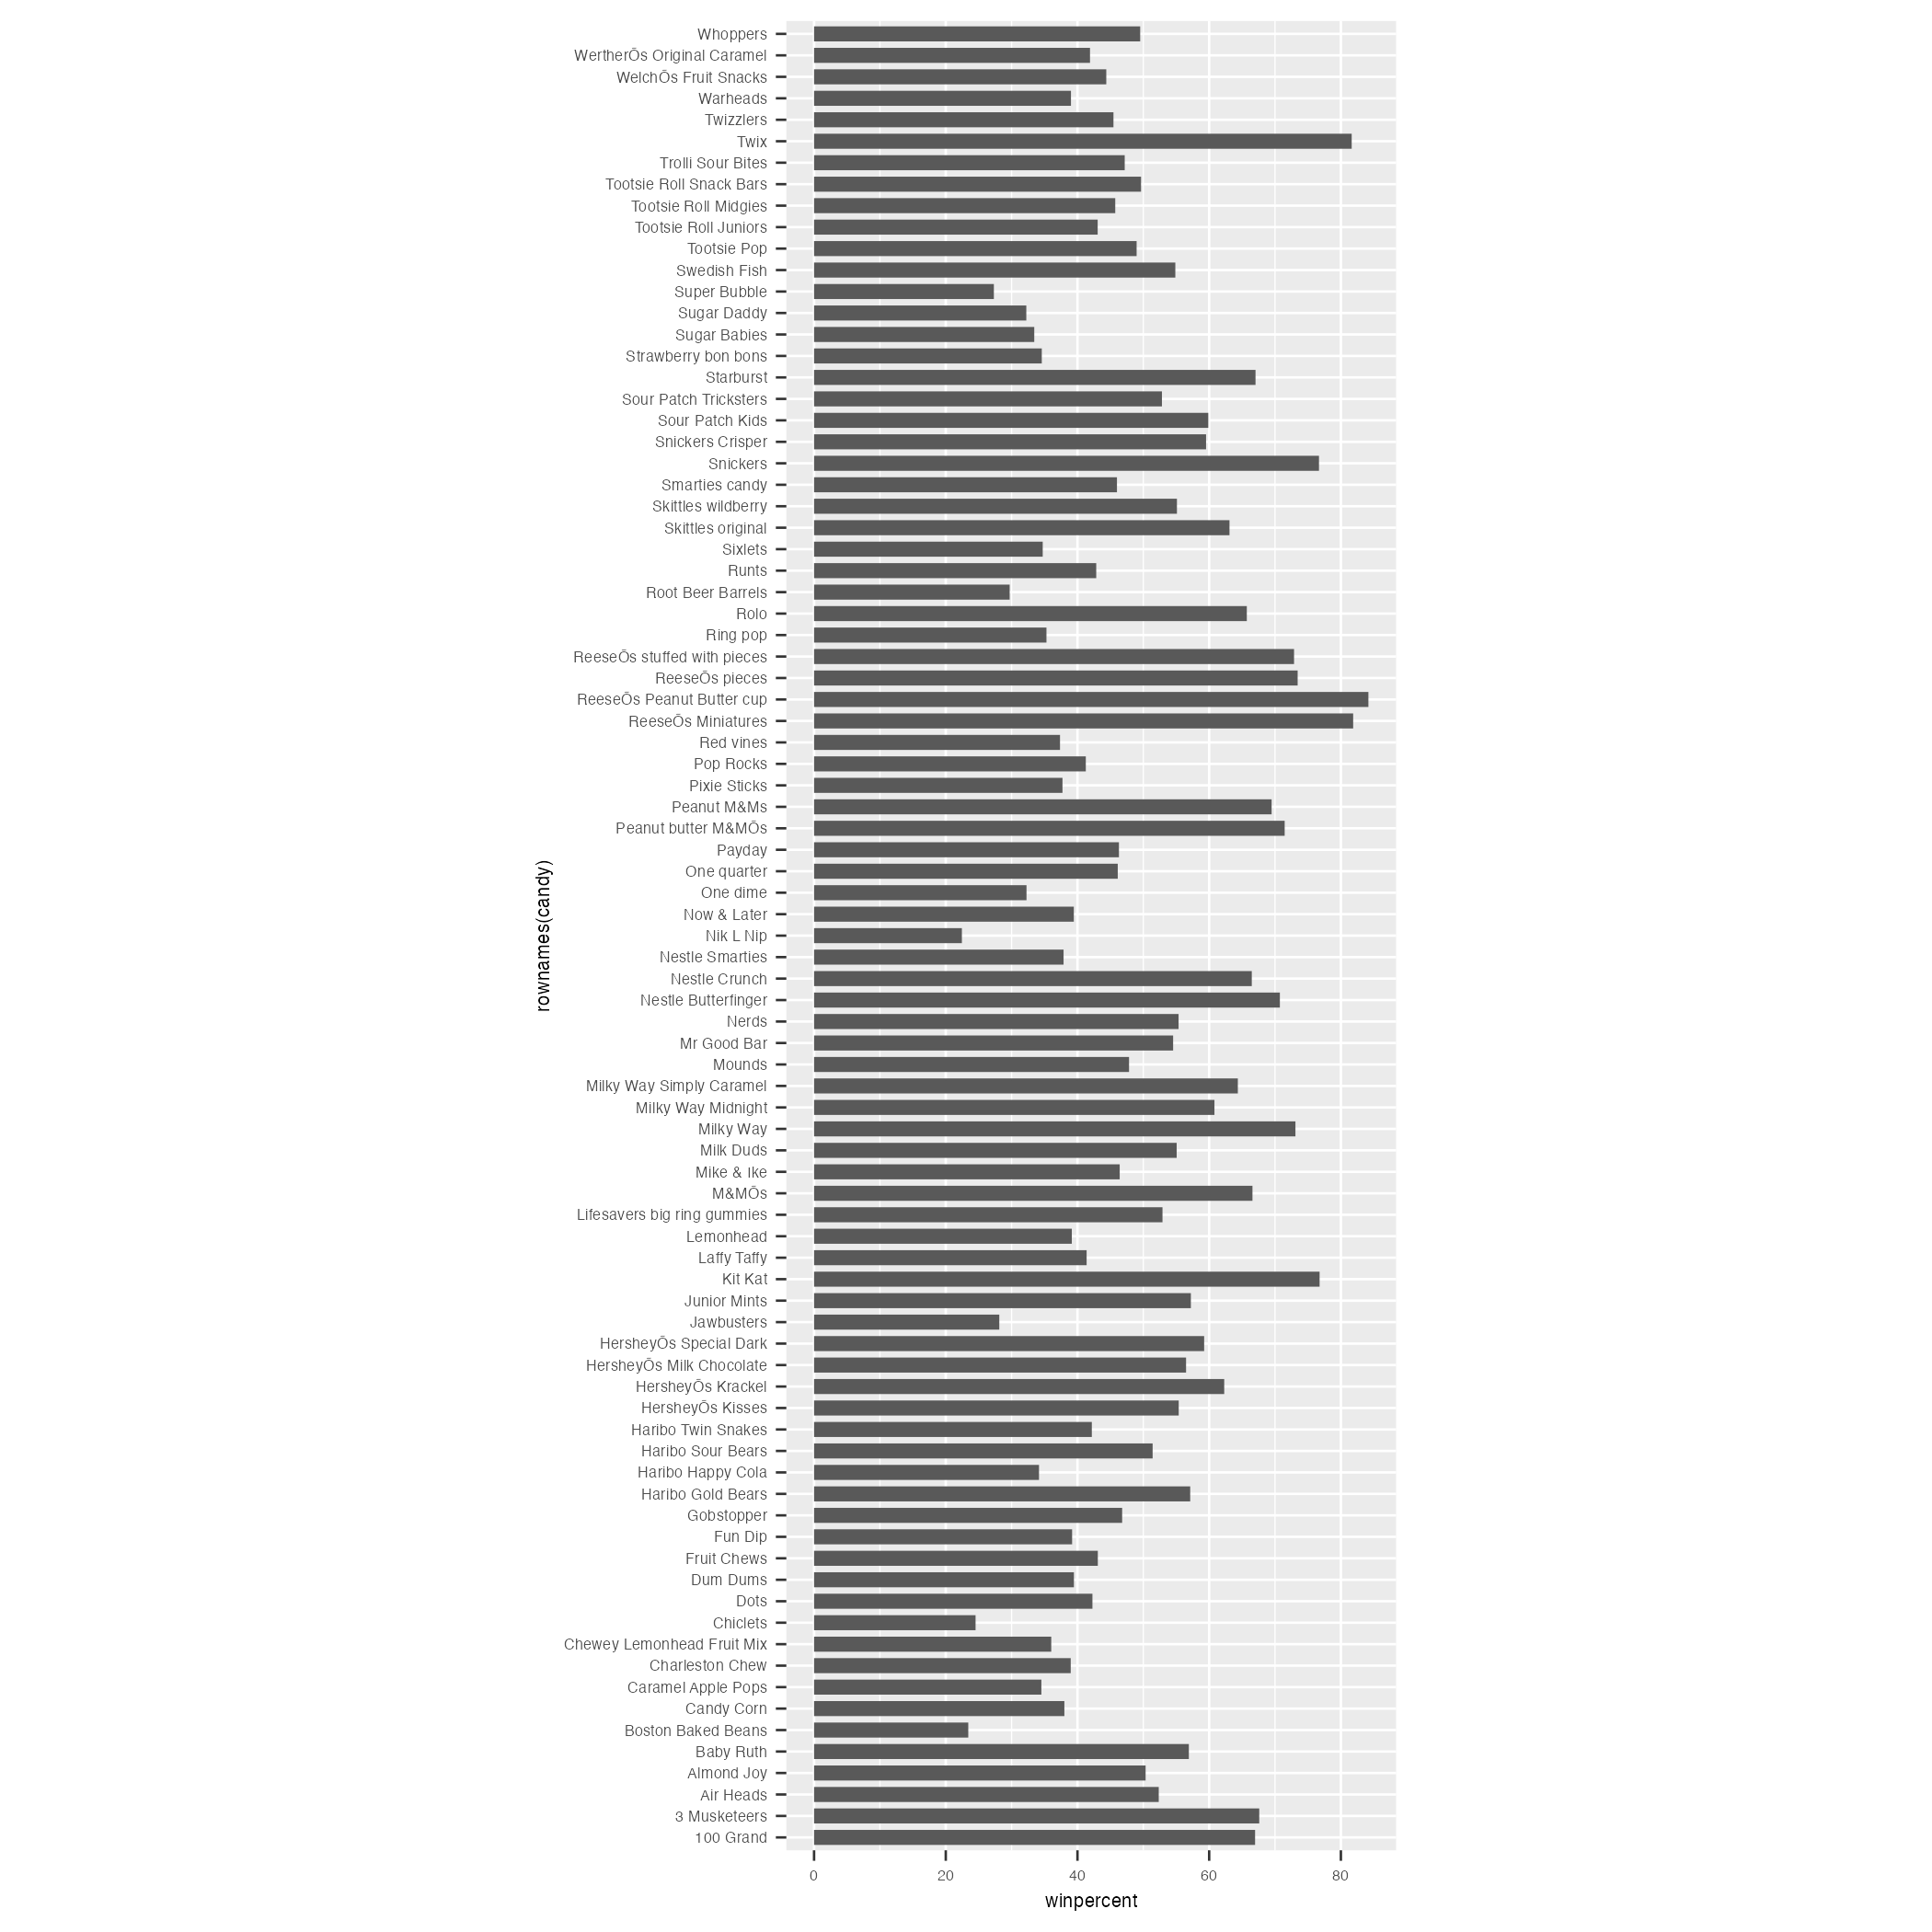 Whoppers
WertherÕs Original Caramel
WelchÕs Fruit Snacks
Warheads
Twizzlers
Twix
Trolli Sour Bites
Tootsie Roll Snack Bars
Tootsie Roll Midgies
Tootsie Roll Juniors
Tootsie Pop
Swedish Fish
Super Bubble
Sugar Daddy
Sugar Babies
Strawberry bon bons
Starburst
Sour Patch Tricksters
Sour Patch Kids
Snickers Crisper
Snickers
Smarties candy
Skittles wildberry
Skittles original
Sixlets
Runts
Root Beer Barrels
Rolo
Ring pop
ReeseÕs stuffed with pieces
ReeseÕs pieces
ReeseÕs Peanut Butter cup
ReeseÕs Miniatures
Red vines
Pop Rocks
Pixie Sticks
Peanut M&Ms
Peanut butter M&MÕs
Payday
One quarter
One dime
Now & Later
Nik L Nip
Nestle Smarties
Nestle Crunch
Nestle Butterfinger
Nerds
Mr Good Bar
Mounds
Milky Way Simply Caramel
Milky Way Midnight
Milky Way
Milk Duds
Mike & Ike
M&MÕs
Lifesavers big ring gummies
Lemonhead
Laffy Taffy
Kit Kat
Junior Mints
Jawbusters
HersheyÕs Special Dark
HersheyÕs Milk Chocolate
HersheyÕs Krackel
HersheyÕs Kisses
Haribo Twin Snakes
Haribo Sour Bears
Haribo Happy Cola
Haribo Gold Bears
Gobstopper
Fun Dip
Fruit Chews
Dum Dums
Dots
Chiclets
Chewey Lemonhead Fruit Mix
Charleston Chew
Caramel Apple Pops
Candy Corn
Boston Baked Beans
Baby Ruth
Almond Joy
Air Heads
3 Musketeers
100 Grand
rownames(candy)
0 20 40 60 80
winpercent